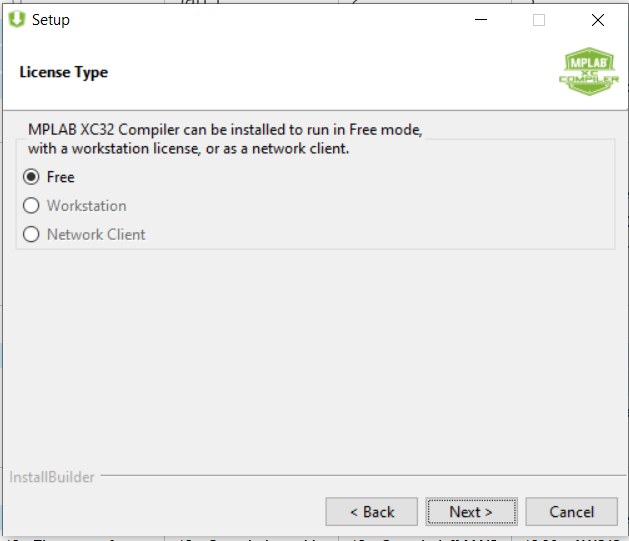 Setup
License Type
MPLAB
XC
COMPILER
MPLAB XC32 Compiler can be installed to run in Free mode,
with a workstation license, or as a network client.
Free
Workstation
Network Client
InstallBuilder
< Back
Next >
Cancel